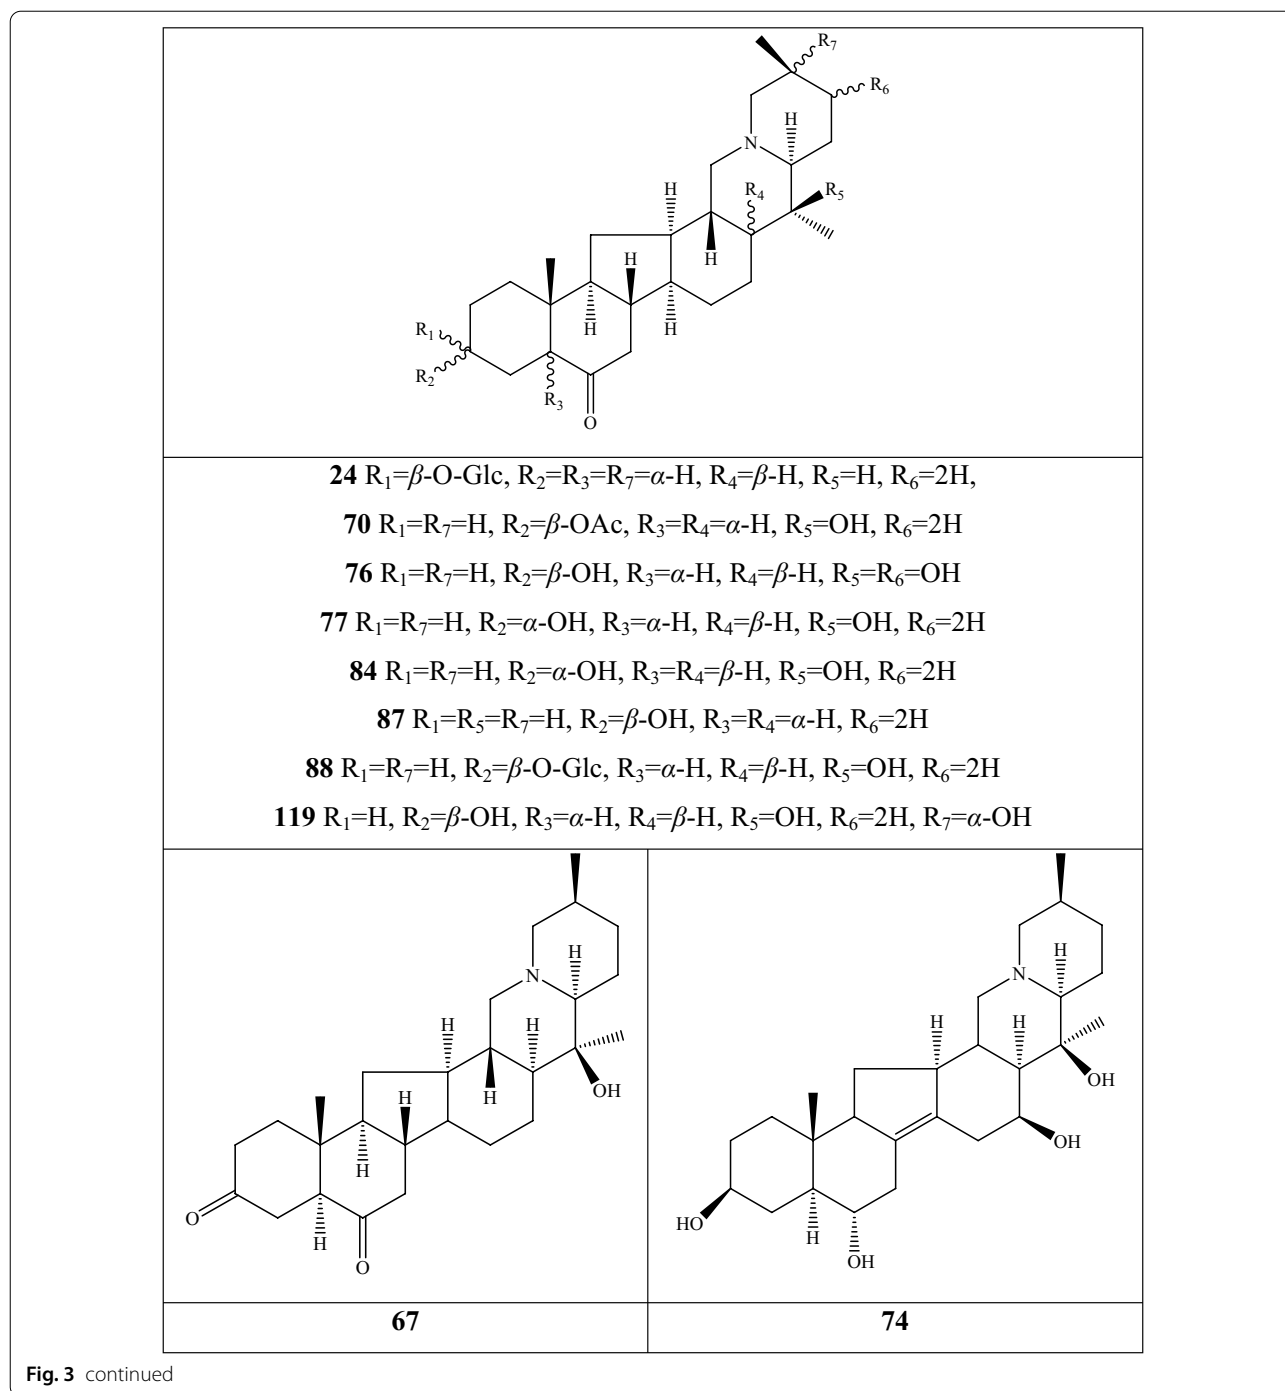 R₇
R₆
H
N
H
R₄
R₅
H
H
R₁
H
H
R₂
R₃
O
24 R₁=β-O-Glc, R₂=R₃=R₇=α-H, R₄=β-H, R₅=H, R₆=2H,
70 R₁=R₇=H, R₂=β-OAc, R₃=R₄=α-H, R₅=OH, R₆=2H
76 R₁=R₇=H, R₂=β-OH, R₃=α-H, R₄=β-H, R₅=R₆=OH
77 R₁=R₇=H, R₂=α-OH, R₃=α-H, R₄=β-H, R₅=OH, R₆=2H
84 R₁=R₇=H, R₂=α-OH, R₃=R₄=β-H, R₅=OH, R₆=2H
87 R₁=R₅=R₇=H, R₂=β-OH, R₃=R₄=α-H, R₆=2H
88 R₁=R₇=H, R₂=β-O-Glc, R₃=α-H, R₄=β-H, R₅=OH, R₆=2H
119 R₁=H, R₂=β-OH, R₃=α-H, R₄=β-H, R₅=OH, R₆=2H, R₇=α-OH
H
N
H
H
OH
H
H
H
O
H
O
H
N
H
H
OH
OH
HO
H
OH
67
74
Fig. 3 continued